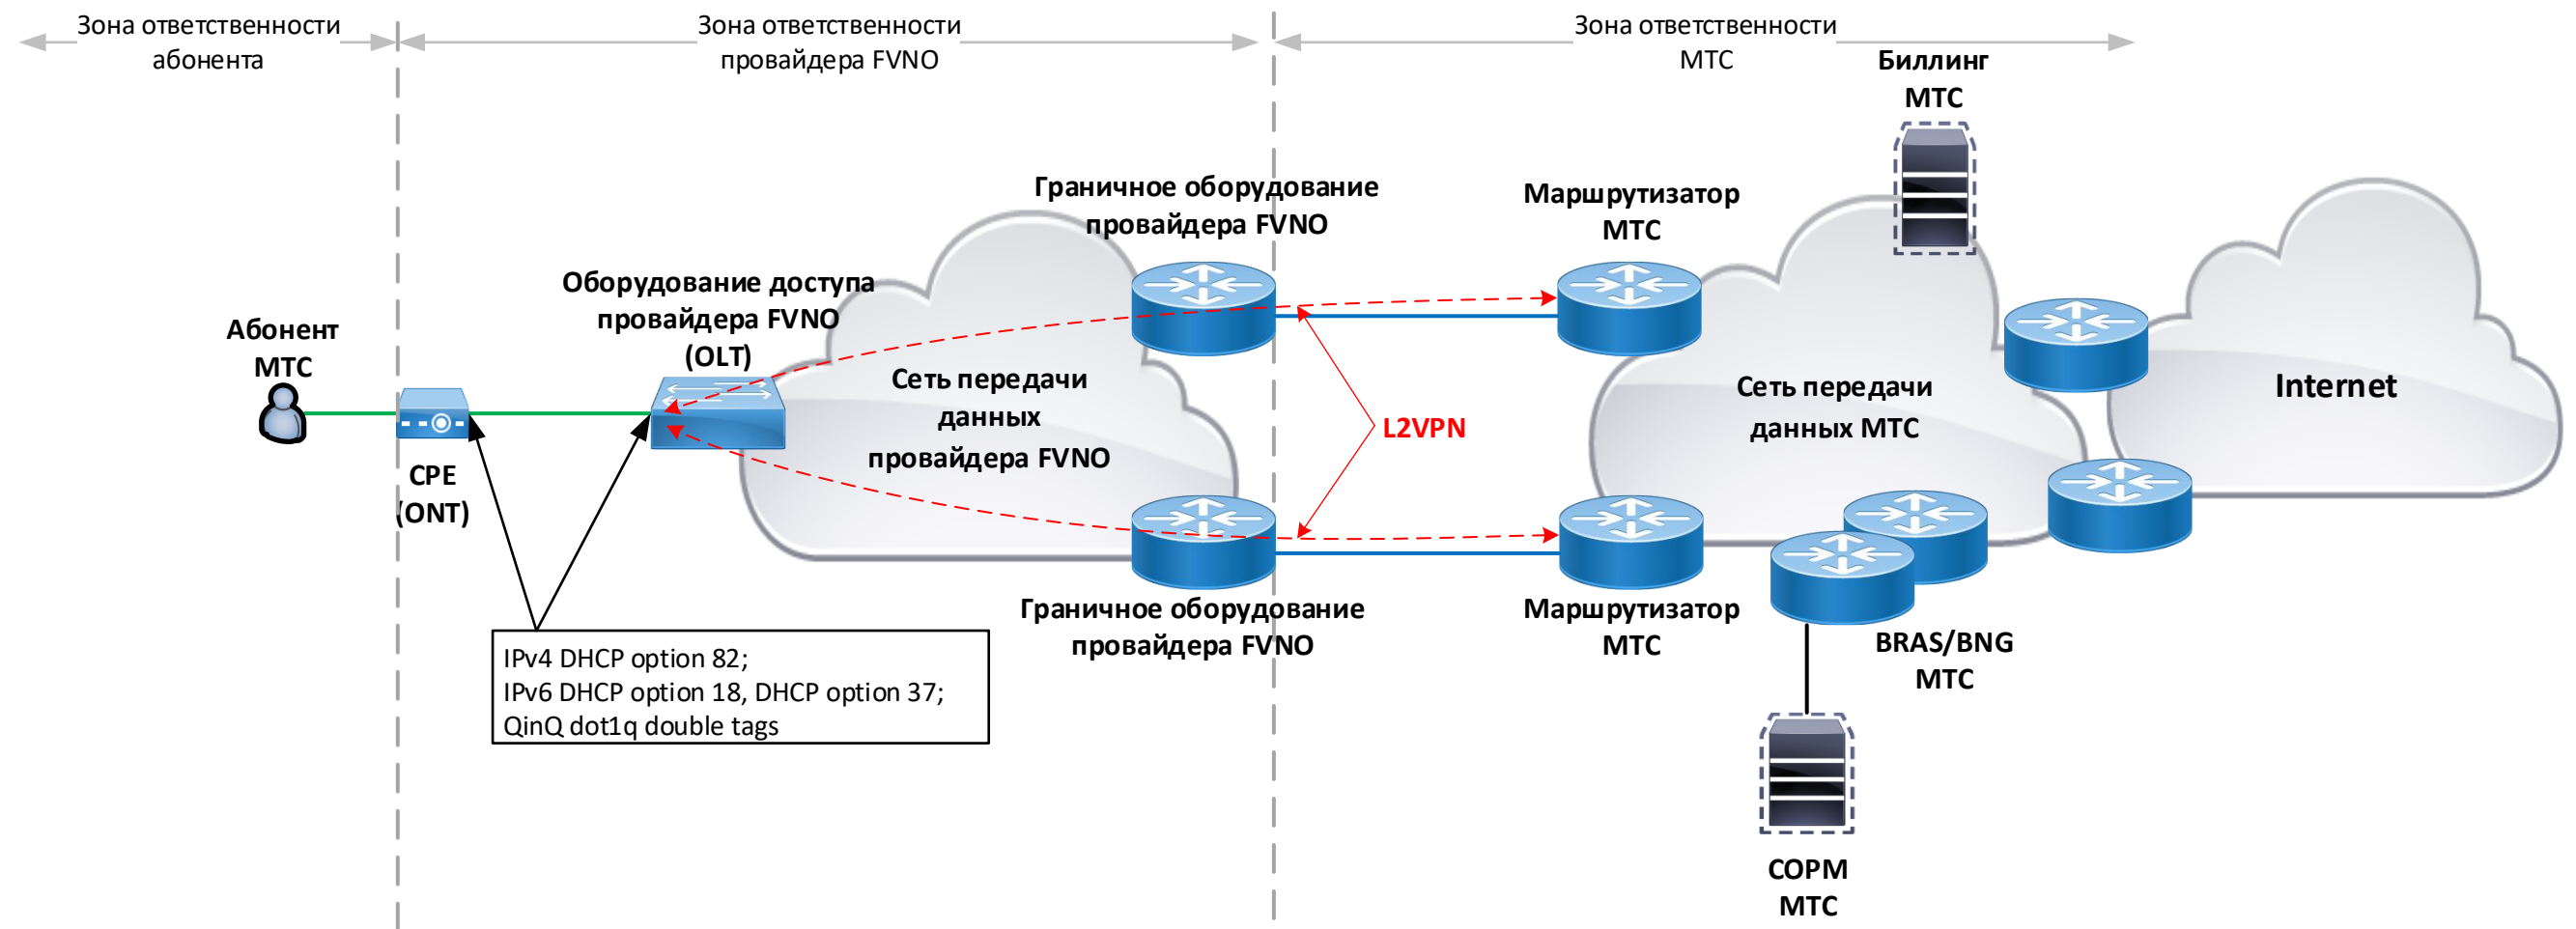 Зона ответственности
абонента
Зона ответственности
провайдера FVNO
Зона ответственности
МТС
Биллинг
МТС
Граничное оборудование
провайдера FVNO
Маршрутизатор
МТС
Оборудование доступа
провайдера FVNO
(OLT)
Абонент
МТС
Сеть передачи
данных
провайдера FVNO
Сеть передачи
данных МТС
Internet
L2VPN
CPE
(ONT)
Граничное оборудование
провайдера FVNO
Маршрутизатор
МТС
BRAS/BNG
МТС
IPv4 DHCP option 82;
IPv6 DHCP option 18, DHCP option 37;
QinQ dot1q double tags
СОРМ
МТС